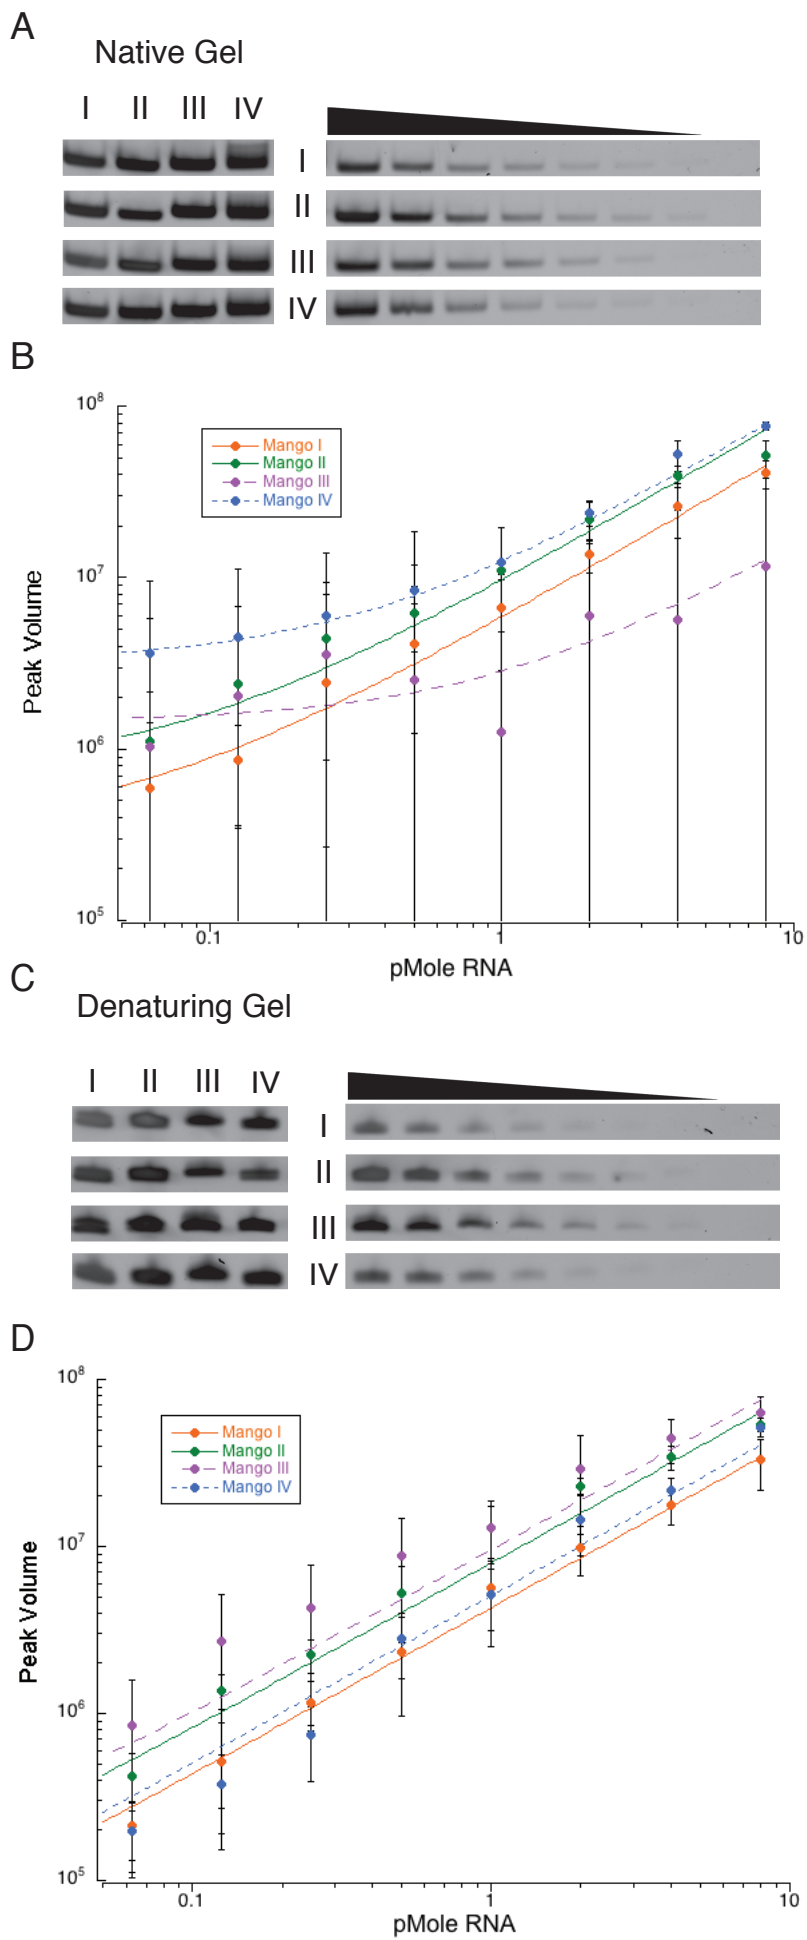 A
Native Gel
I II III IV
I
II
III
IV
B
10⁸
Mango I
Mango II
Mango III
Mango IV
10⁷
Peak Volume
10⁶
10⁵
0.1 1 10
pMole RNA
C
Denaturing Gel
I II III IV
I
II
III
IV
D
10⁸
Mango I
Mango II
Mango III
Mango IV
10⁷
Peak Volume
10⁶
10⁵
0.1 1 10
pMole RNA